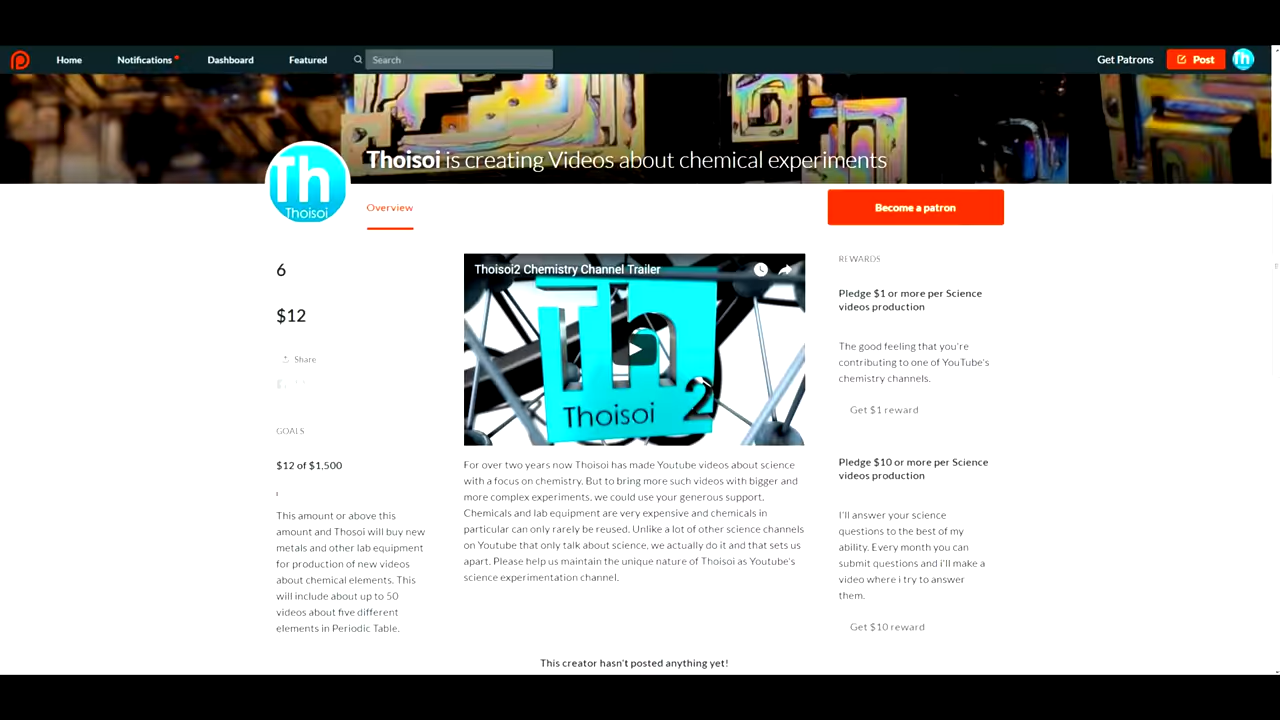 Home Notifications Dashboard Featured Search Get Patrons Post Th
Thoisoi is creating Videos about chemical experiments
Th
Thoisoi
Overview
Become a patron
6
$12
Share
GOALS
$12 of $1,500
This amount or above this
amount and Thosoi will buy new
metals and other lab equipment
for production of new videos
about chemical elements. This
will include about up to 50
videos about five different
elements in Periodic Table.
Thoisoi2 Chemistry Channel Trailer
Th
Thoisoi 2
For over two years now Thoisoi has made Youtube videos about science
with a focus on chemistry. But to bring more such videos with bigger and
more complex experiments, we could use your generous support.
Chemicals and lab equipment are very expensive and chemicals in
particular can only rarely be reused. Unlike a lot of other science channels
on Youtube that only talk about science, we actually do it and that sets us
apart. Please help us maintain the unique nature of Thoisoi as Youtube's
science experimentation channel.
REWARDS
Pledge $1 or more per Science
videos production
The good feeling that you're
contributing to one of YouTube's
chemistry channels.
Get $1 reward
Pledge $10 or more per Science
videos production
I'll answer your science
questions to the best of my
ability. Every month you can
submit questions and i'll make a
video where i try to answer
them.
Get $10 reward
This creator hasn't posted anything yet!